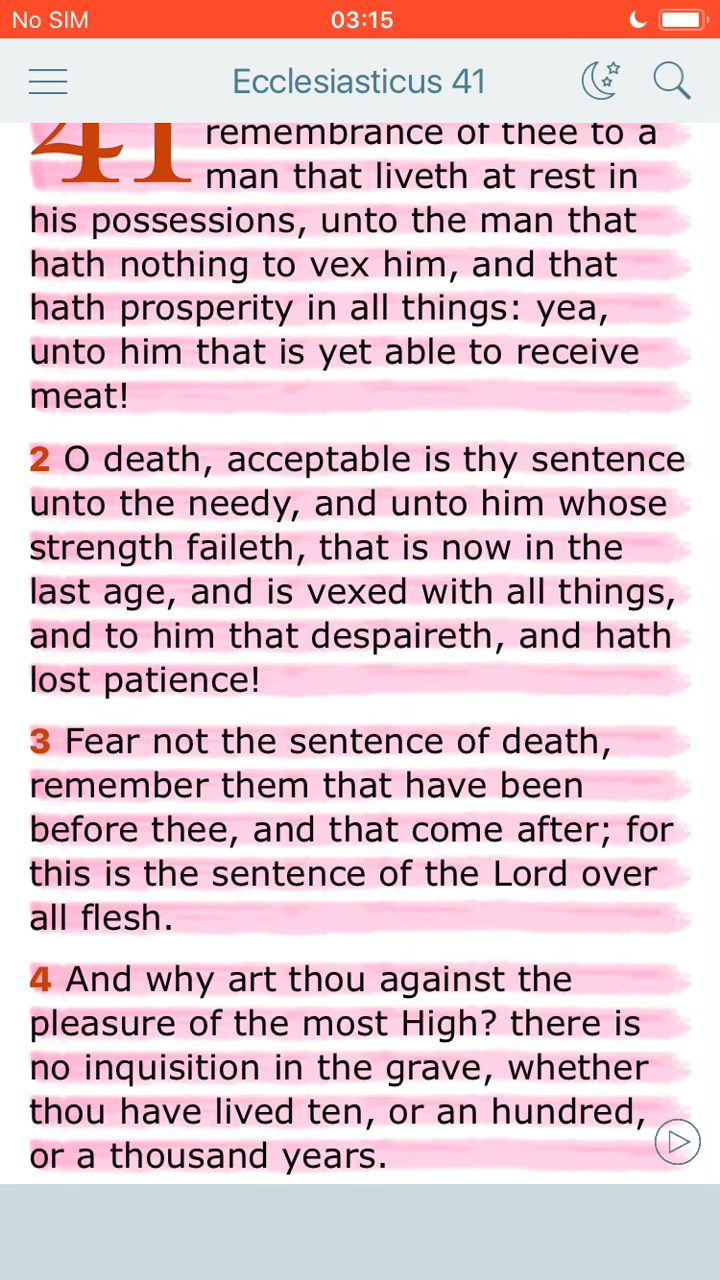 No SIM 03:15
Ecclesiasticus 41
41 remembrance of thee to a
man that liveth at rest in
his possessions, unto the man that
hath nothing to vex him, and that
hath prosperity in all things: yea,
unto him that is yet able to receive
meat!
2 O death, acceptable is thy sentence
unto the needy, and unto him whose
strength faileth, that is now in the
last age, and is vexed with all things,
and to him that despaireth, and hath
lost patience!
3 Fear not the sentence of death,
remember them that have been
before thee, and that come after; for
this is the sentence of the Lord over
all flesh.
4 And why art thou against the
pleasure of the most High? there is
no inquisition in the grave, whether
thou have lived ten, or an hundred,
or a thousand years.